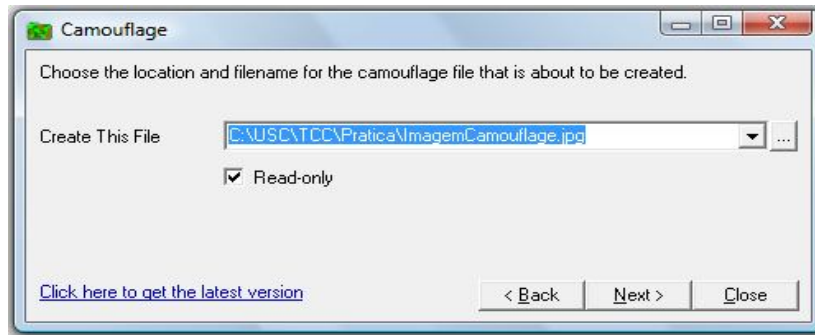 Camouflage
Choose the location and filename for the camouflage file that is about to be created.
Create This File C:\USC\TCC\Pratica\ImagemCamouflage.jpg ...
Read-only
Click here to get the latest version < Back Next > Close